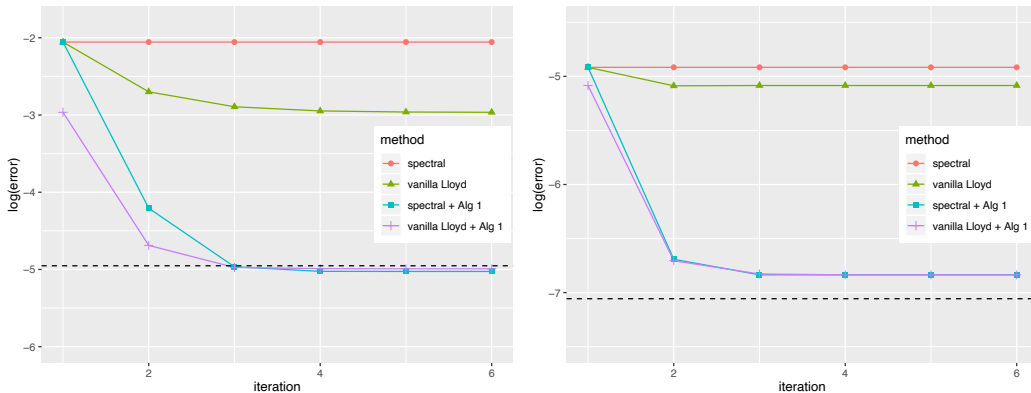 -2
-3
-4
-5
-6
log(error)
2
4
6
iteration
method
spectral
vanilla Lloyd
spectral + Alg 1
vanilla Lloyd + Alg 1
-5
-6
-7
log(error)
2
4
6
iteration
method
spectral
vanilla Lloyd
spectral + Alg 1
vanilla Lloyd + Alg 1